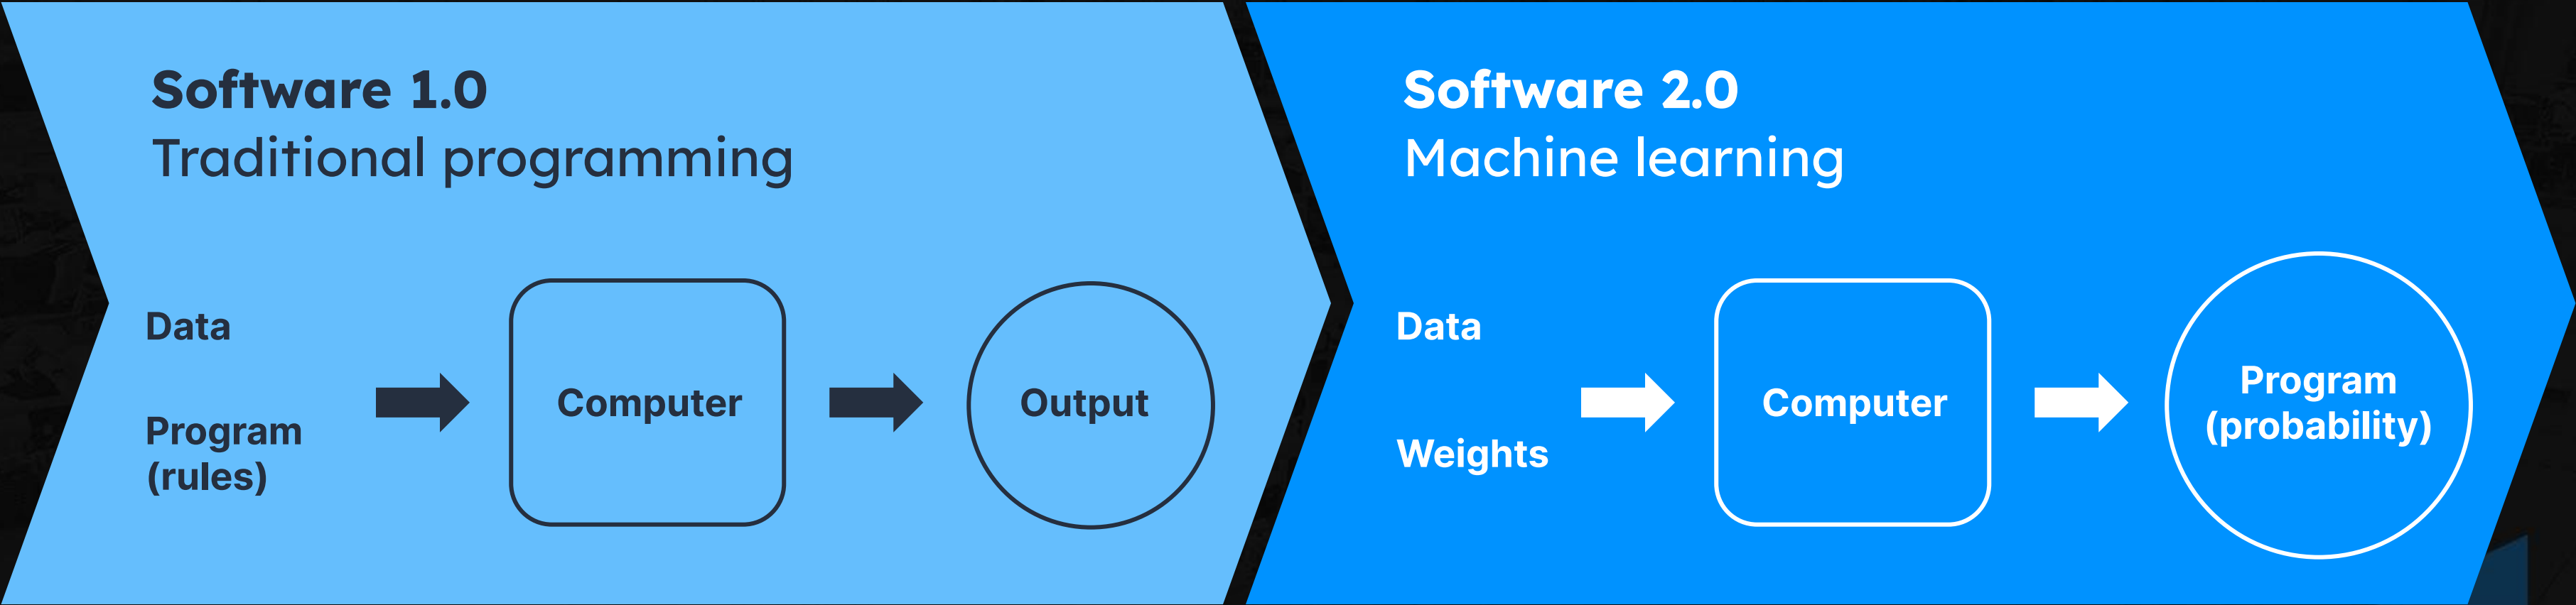 Software 1.0
Traditional programming
Data
Program
(rules)
Computer
Output
Software 2.0
Machine learning
Data
Weights
Computer
Program
(probability)